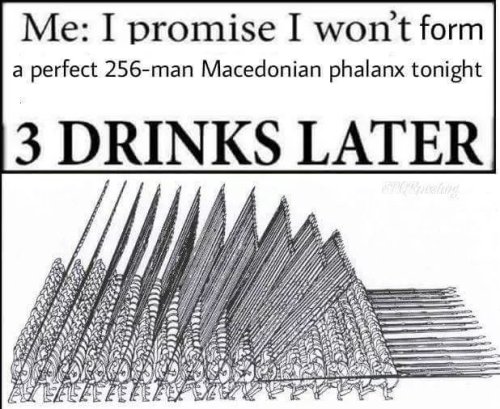 Me: I promise I won't form
a perfect 256-man Macedonian phalanx tonight
3 DRINKS LATER